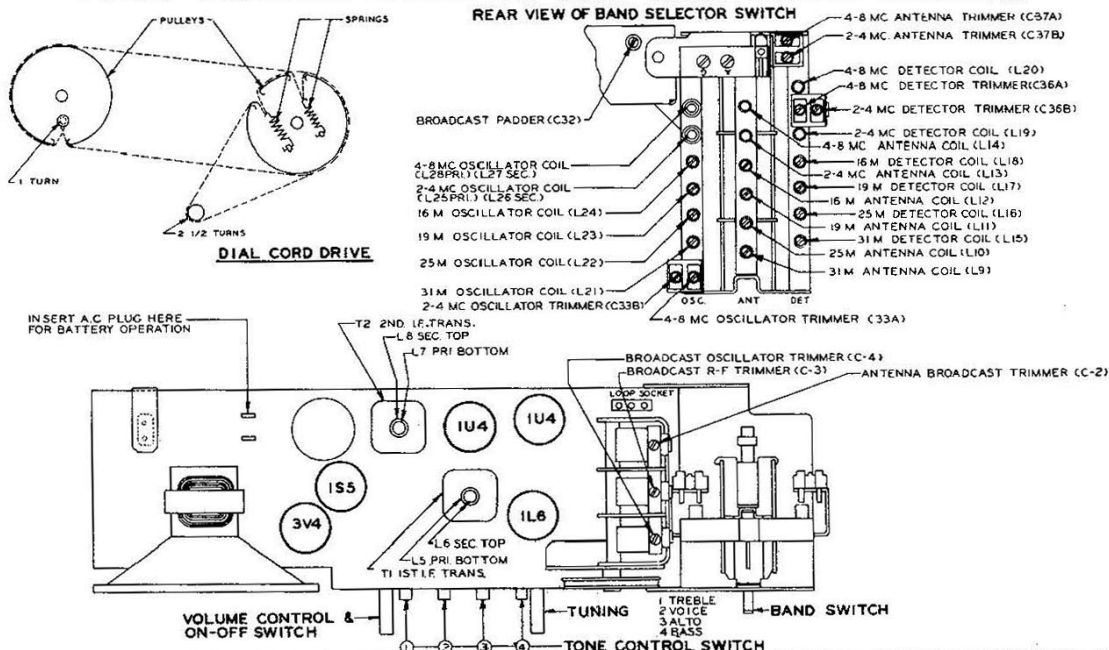 PULLEYS
SPRINGS
1 TURN
2 1/2 TURNS
DIAL CORD DRIVE
REAR VIEW OF BAND SELECTOR SWITCH
BROADCAST PADDER (C32)
4-8 MC OSCILLATOR COIL
(L28 PRI.) (L27 SEC.)
2-4 MC OSCILLATOR COIL
(L25 PRI.) (L26 SEC.)
16 M OSCILLATOR COIL (L24)
19 M OSCILLATOR COIL (L23)
25 M OSCILLATOR COIL (L22)
31 M OSCILLATOR COIL (L21)
2-4 MC OSCILLATOR TRIMMER (C33B)
4-8 MC ANTENNA TRIMMER (C37A)
2-4 MC ANTENNA TRIMMER (C37B)
4-8 MC DETECTOR COIL (L20)
4-8 MC DETECTOR TRIMMER (C36A)
2-4 MC DETECTOR TRIMMER (C36B)
2-4 MC DETECTOR COIL (L19)
4-8 MC ANTENNA COIL (L14)
16 M DETECTOR COIL (L18)
2-4 MC ANTENNA COIL (L13)
19 M DETECTOR COIL (L17)
16 M ANTENNA COIL (L12)
25 M DETECTOR COIL (L16)
19 M ANTENNA COIL (L11)
31 M DETECTOR COIL (L15)
25 M ANTENNA COIL (L10)
31 M ANTENNA COIL (L9)
OSC. ANT DET
4-8 MC OSCILLATOR TRIMMER (33A)
INSERT A.C PLUG HERE
FOR BATTERY OPERATION
T2 2ND. I.F. TRANS.
L8 SEC. TOP
L7 PRI BOTTOM
BROADCAST OSCILLATOR TRIMMER (C-4)
BROADCAST R-F TRIMMER (C-3)
ANTENNA BROADCAST TRIMMER (C-2)
LOOP SOCKET
1U4
1U4
1S5
3V4
1L6
L6 SEC TOP
L5 PRI. BOTTOM
T1 1ST I.F. TRANS.
VOLUME CONTROL &
ON-OFF SWITCH
TUNING
1 TREBLE
2 VOICE
3 ALTO
4 BASS
BAND SWITCH
1 2 3 4
TONE CONTROL SWITCH